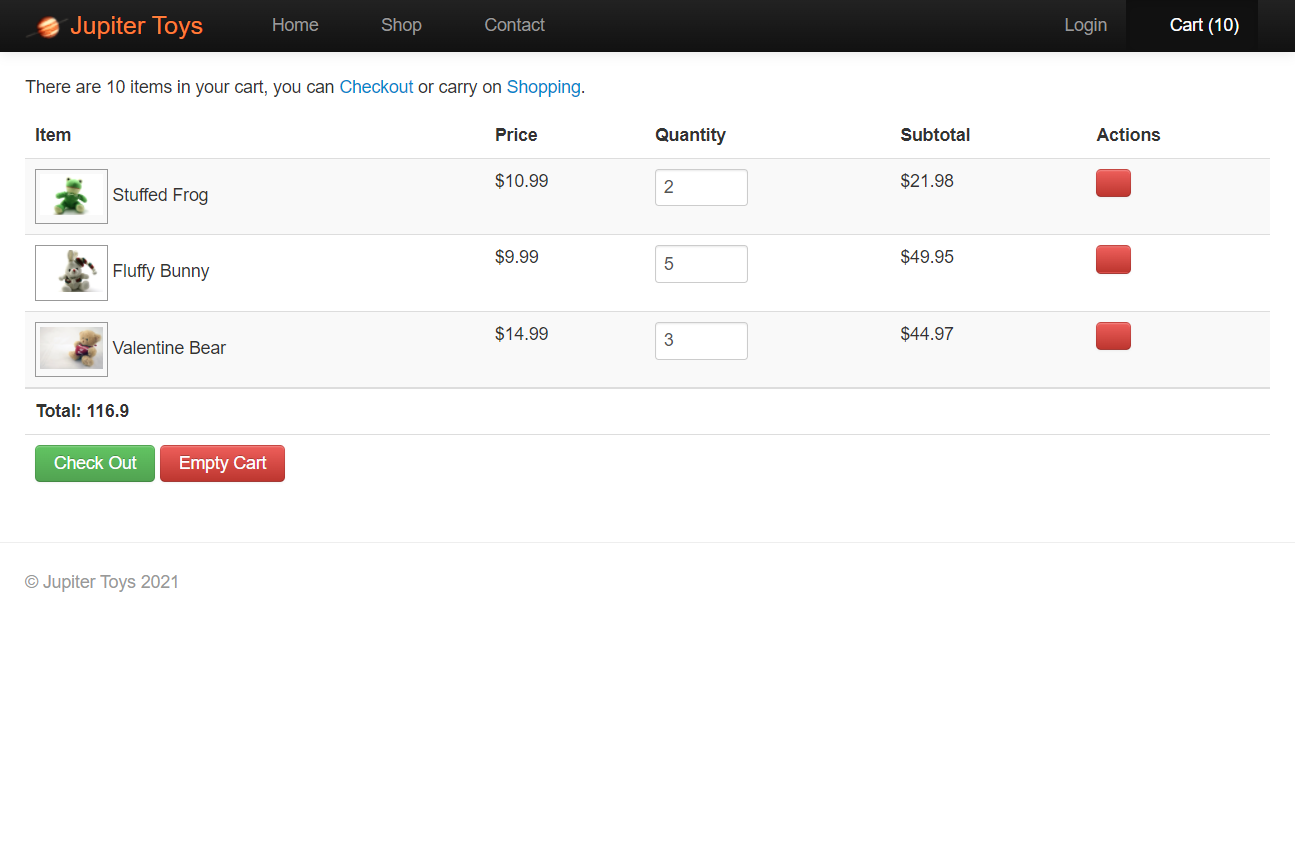 Jupiter Toys Home Shop Contact Login Cart (10)
There are 10 items in your cart, you can Checkout or carry on Shopping.
Item Price Quantity Subtotal Actions
Stuffed Frog $10.99 2 $21.98
Fluffy Bunny $9.99 5 $49.95
Valentine Bear $14.99 3 $44.97
Total: 116.9
Check Out Empty Cart
© Jupiter Toys 2021